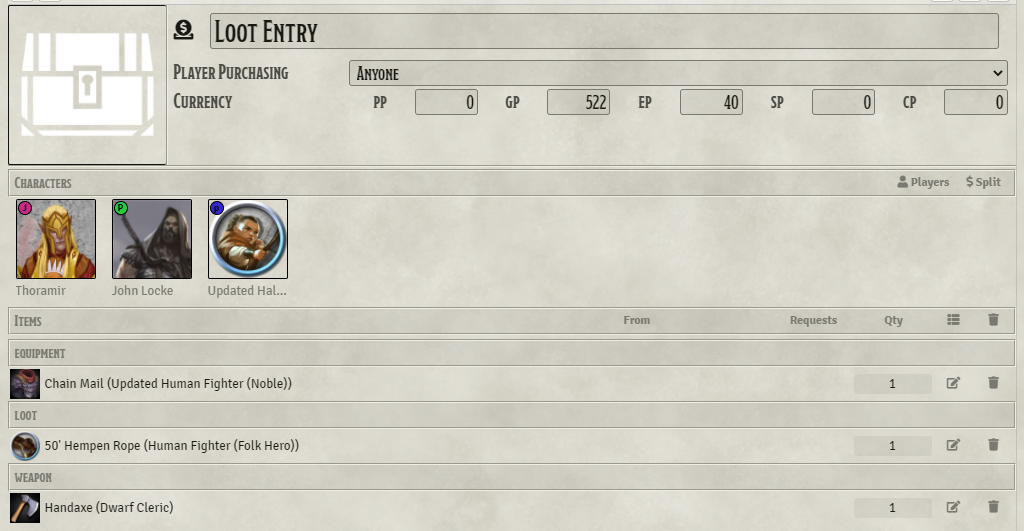 Loot Entry
Player Purchasing Anyone
Currency PP 0 GP 522 EP 40 SP 0 CP 0
Characters Players $ Split
J P P
Thoramir John Locke Updated Hal...
Items From Requests Qty
Equipment
Chain Mail (Updated Human Fighter (Noble)) 1
Loot
50' Hempen Rope (Human Fighter (Folk Hero)) 1
Weapon
Handaxe (Dwarf Cleric) 1